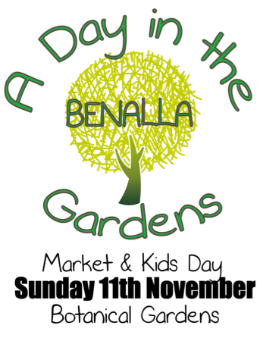 A Day in the
BENALLA
Gardens
Market & Kids Day
Sunday 11th November
Botanical Gardens